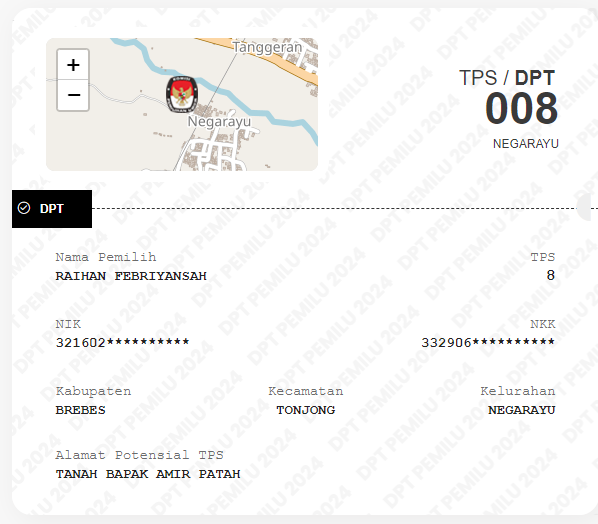 Tanggeran
+
−
Negarayu
TPS / DPT
008
NEGARAYU
DPT
Nama Pemilih
TPS
RAIHAN FEBRIYANSAH
8
NIK
NKK
321602**********
332906**********
Kabupaten
Kecamatan
Kelurahan
BREBES
TONJONG
NEGARAYU
Alamat Potensial TPS
TANAH BAPAK AMIR PATAH
DPT PEMILU 2024